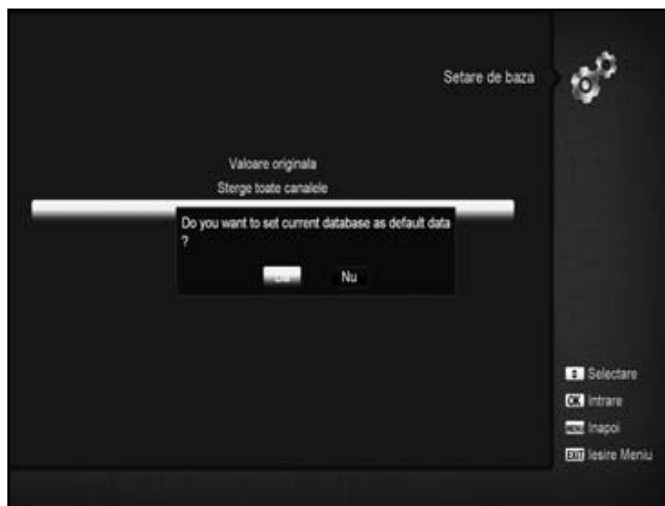 Setare de baza
Valoare originala
Sterge toate canalele
Do you want to set current database as default data
?
Nu
Selectare
OK Intrare
MENU Inapoi
EXIT Iesire Meniu